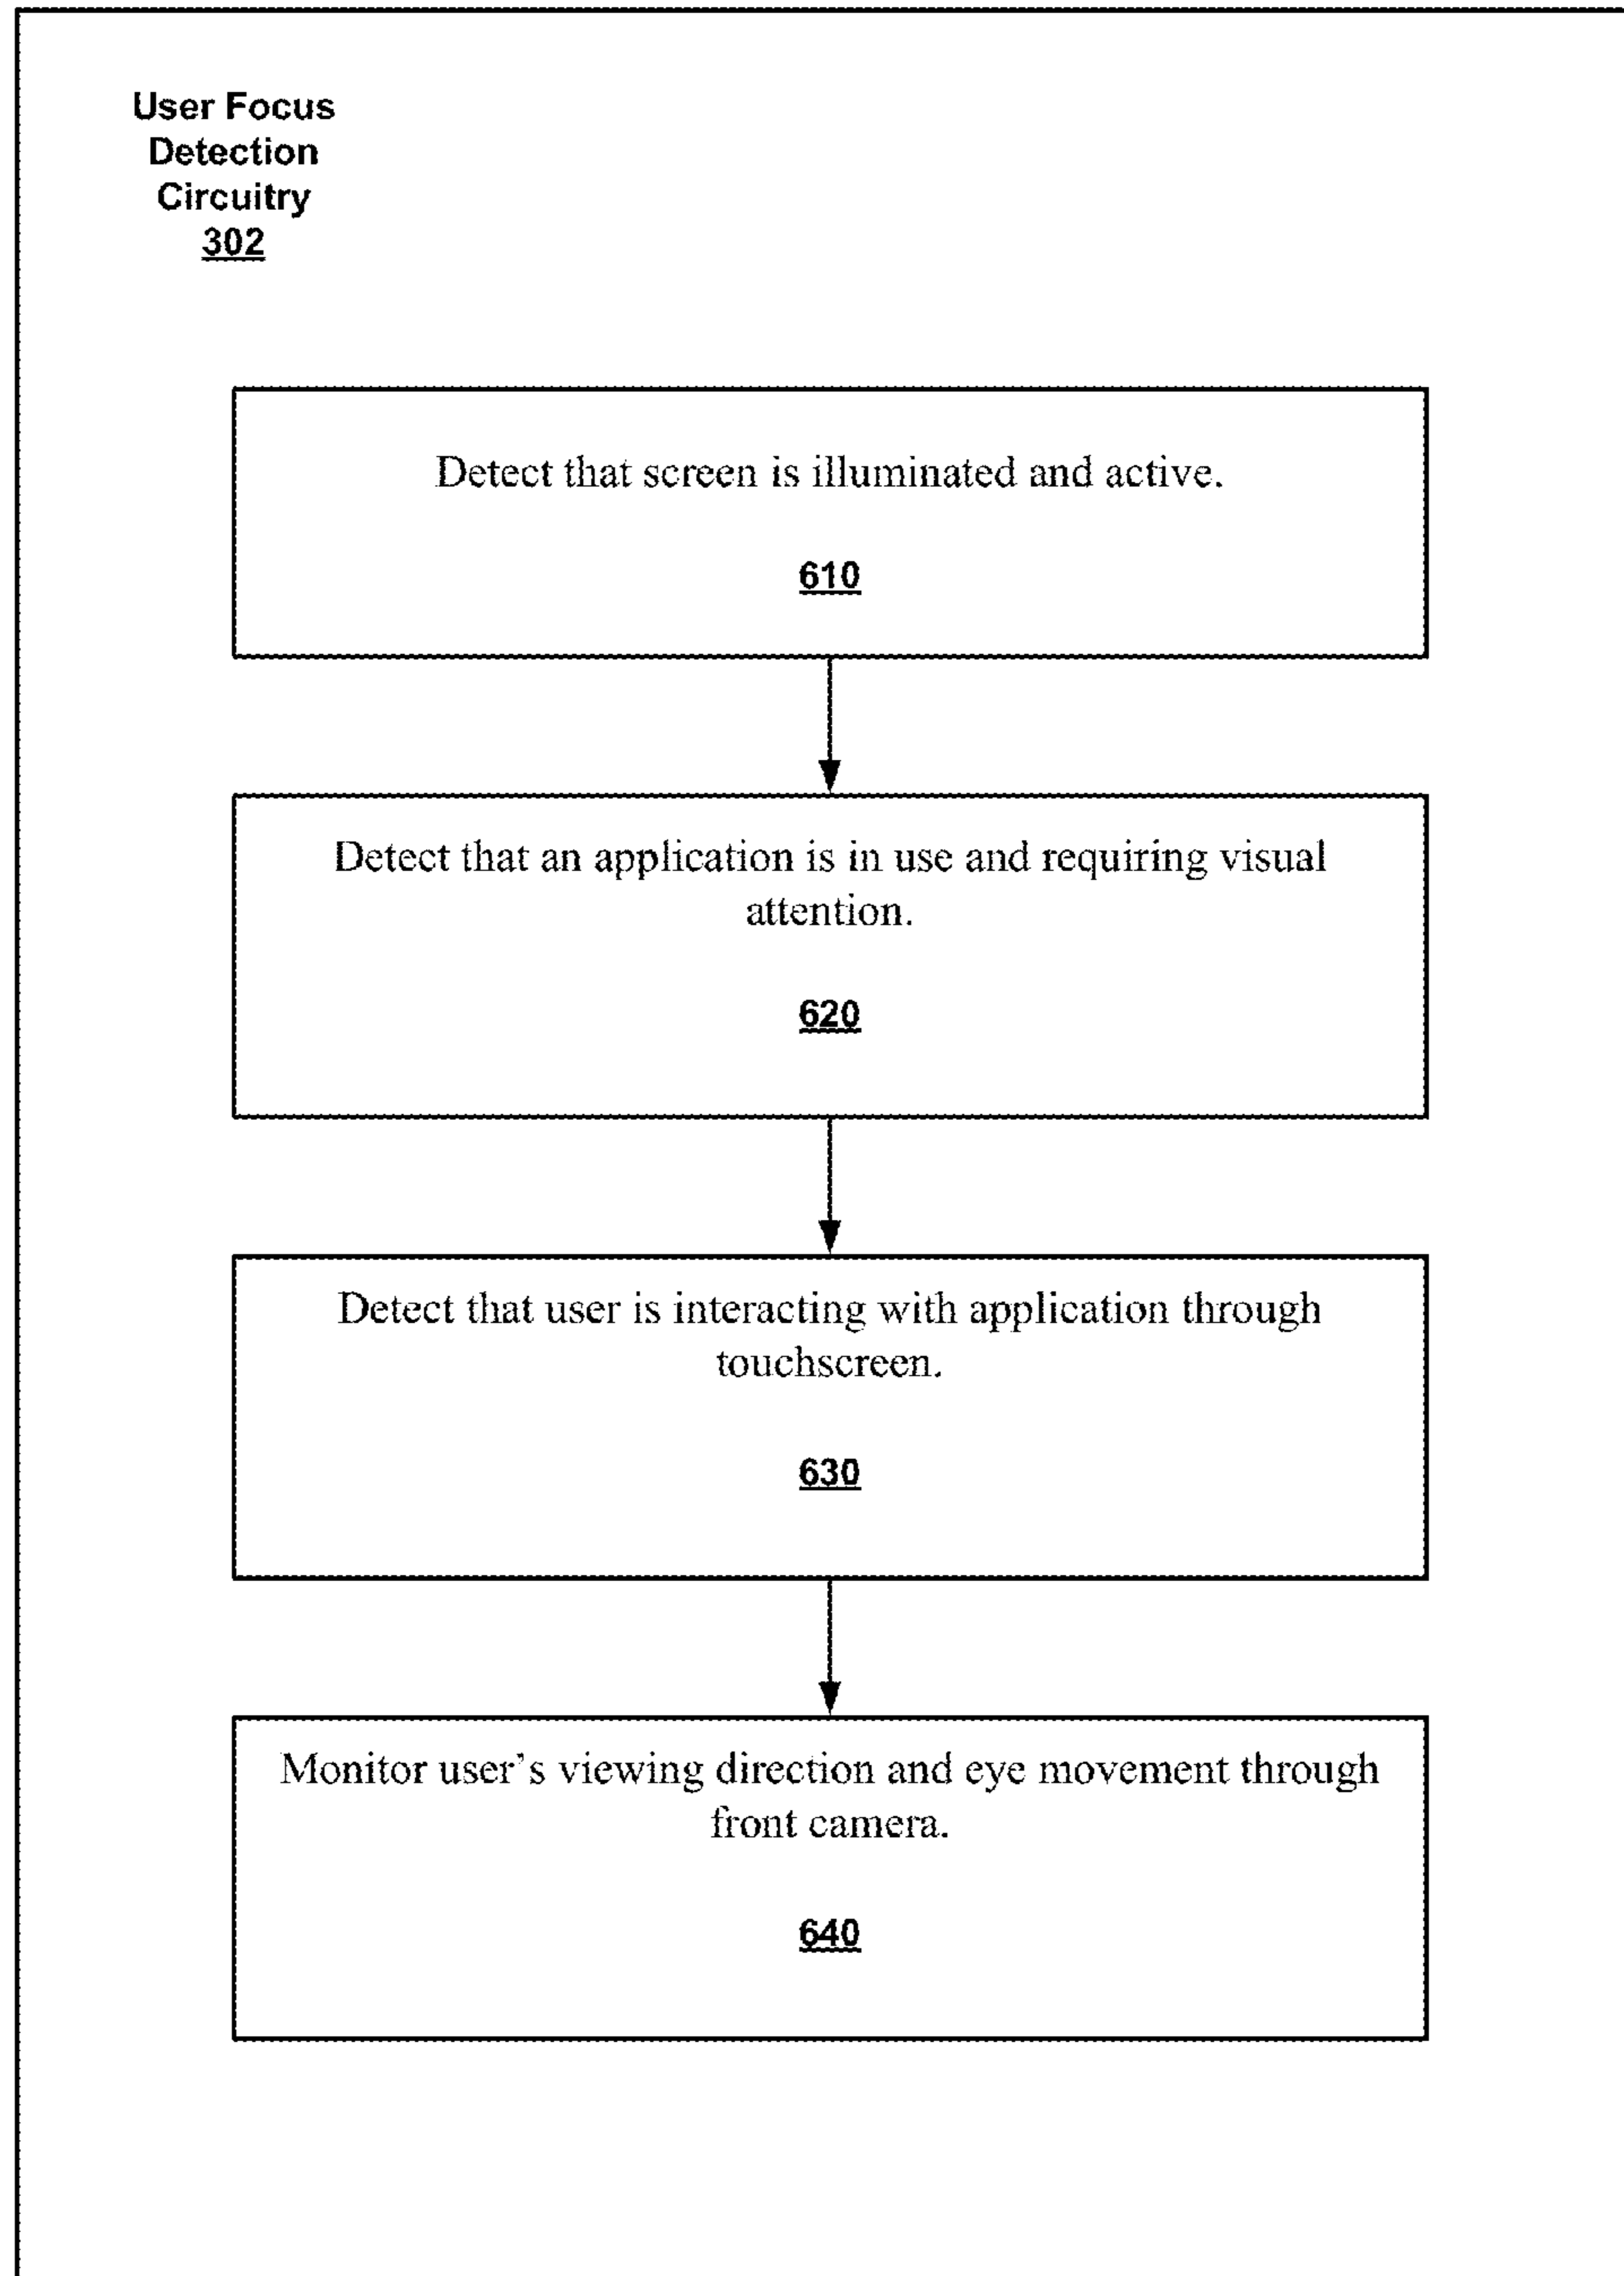 User Focus
Detection
Circuitry
302
Detect that screen is illuminated and active.
610
Detect that an application is in use and requiring visual
attention.
620
Detect that user is interacting with application through
touchscreen.
630
Monitor user’s viewing direction and eye movement through
front camera.
640